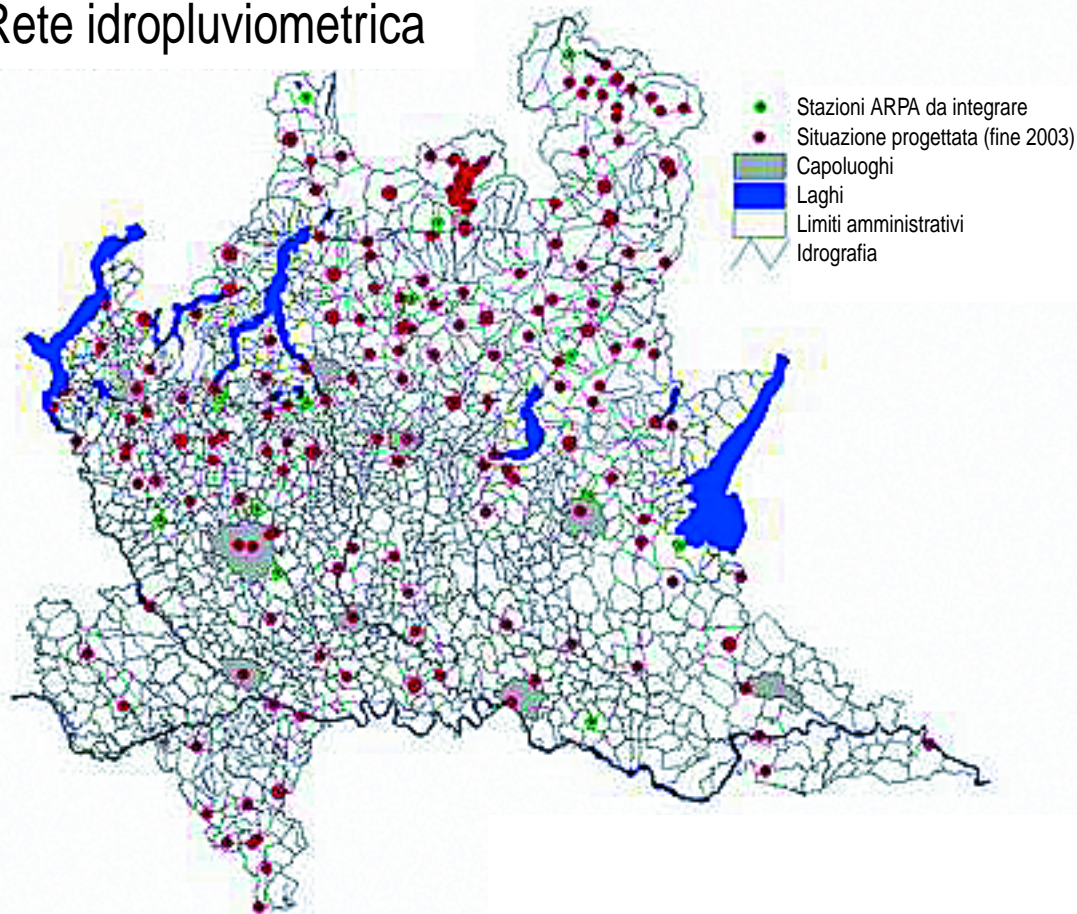 Rete idropluviometrica
Stazioni ARPA da integrare
Situazione progettata (fine 2003)
Capoluoghi
Laghi
Limiti amministrativi
Idrografia